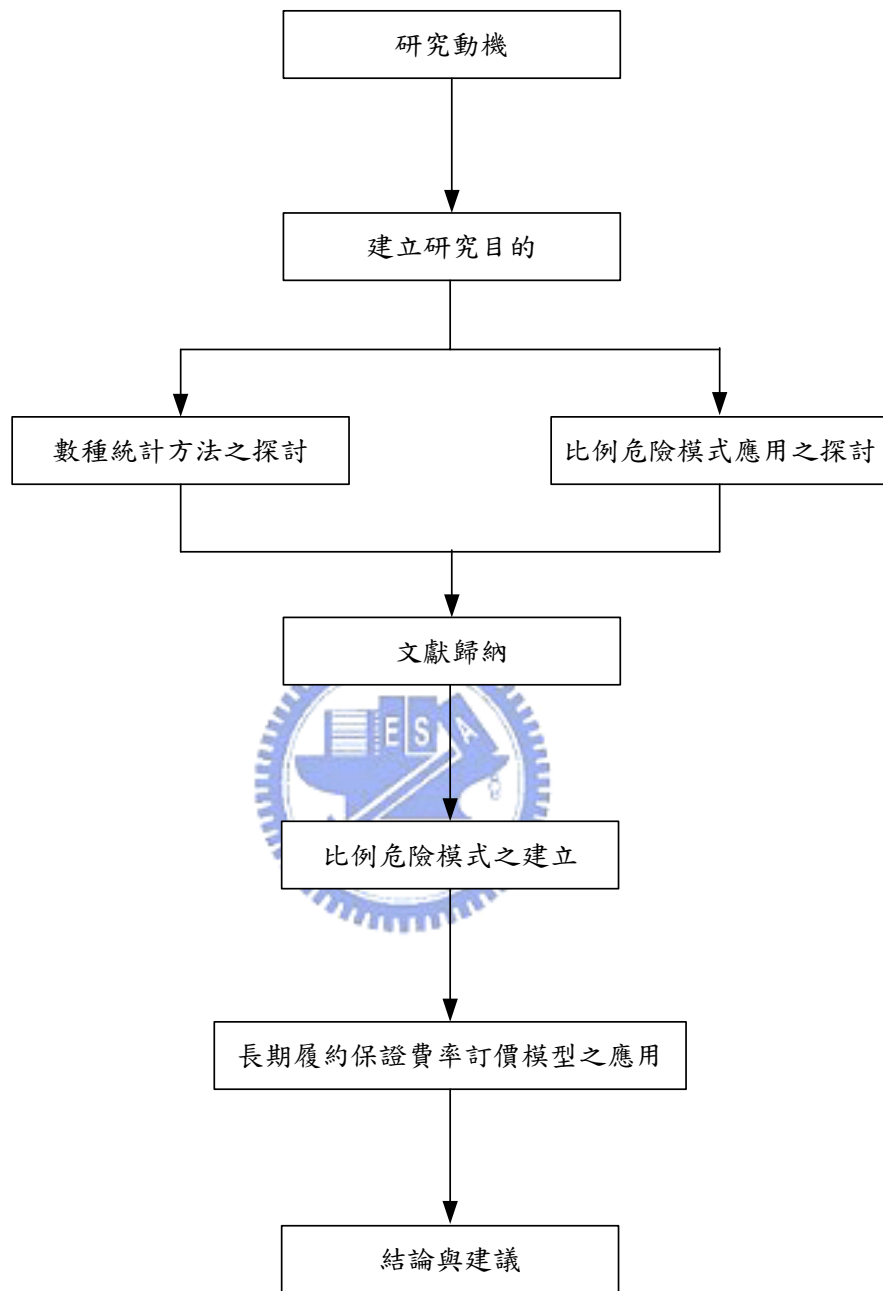 研究動機
建立研究目的
數種統計方法之探討
比例危險模式應用之探討
文獻歸納
E S A
比例危險模式之建立
長期履約保證費率訂價模型之應用
結論與建議